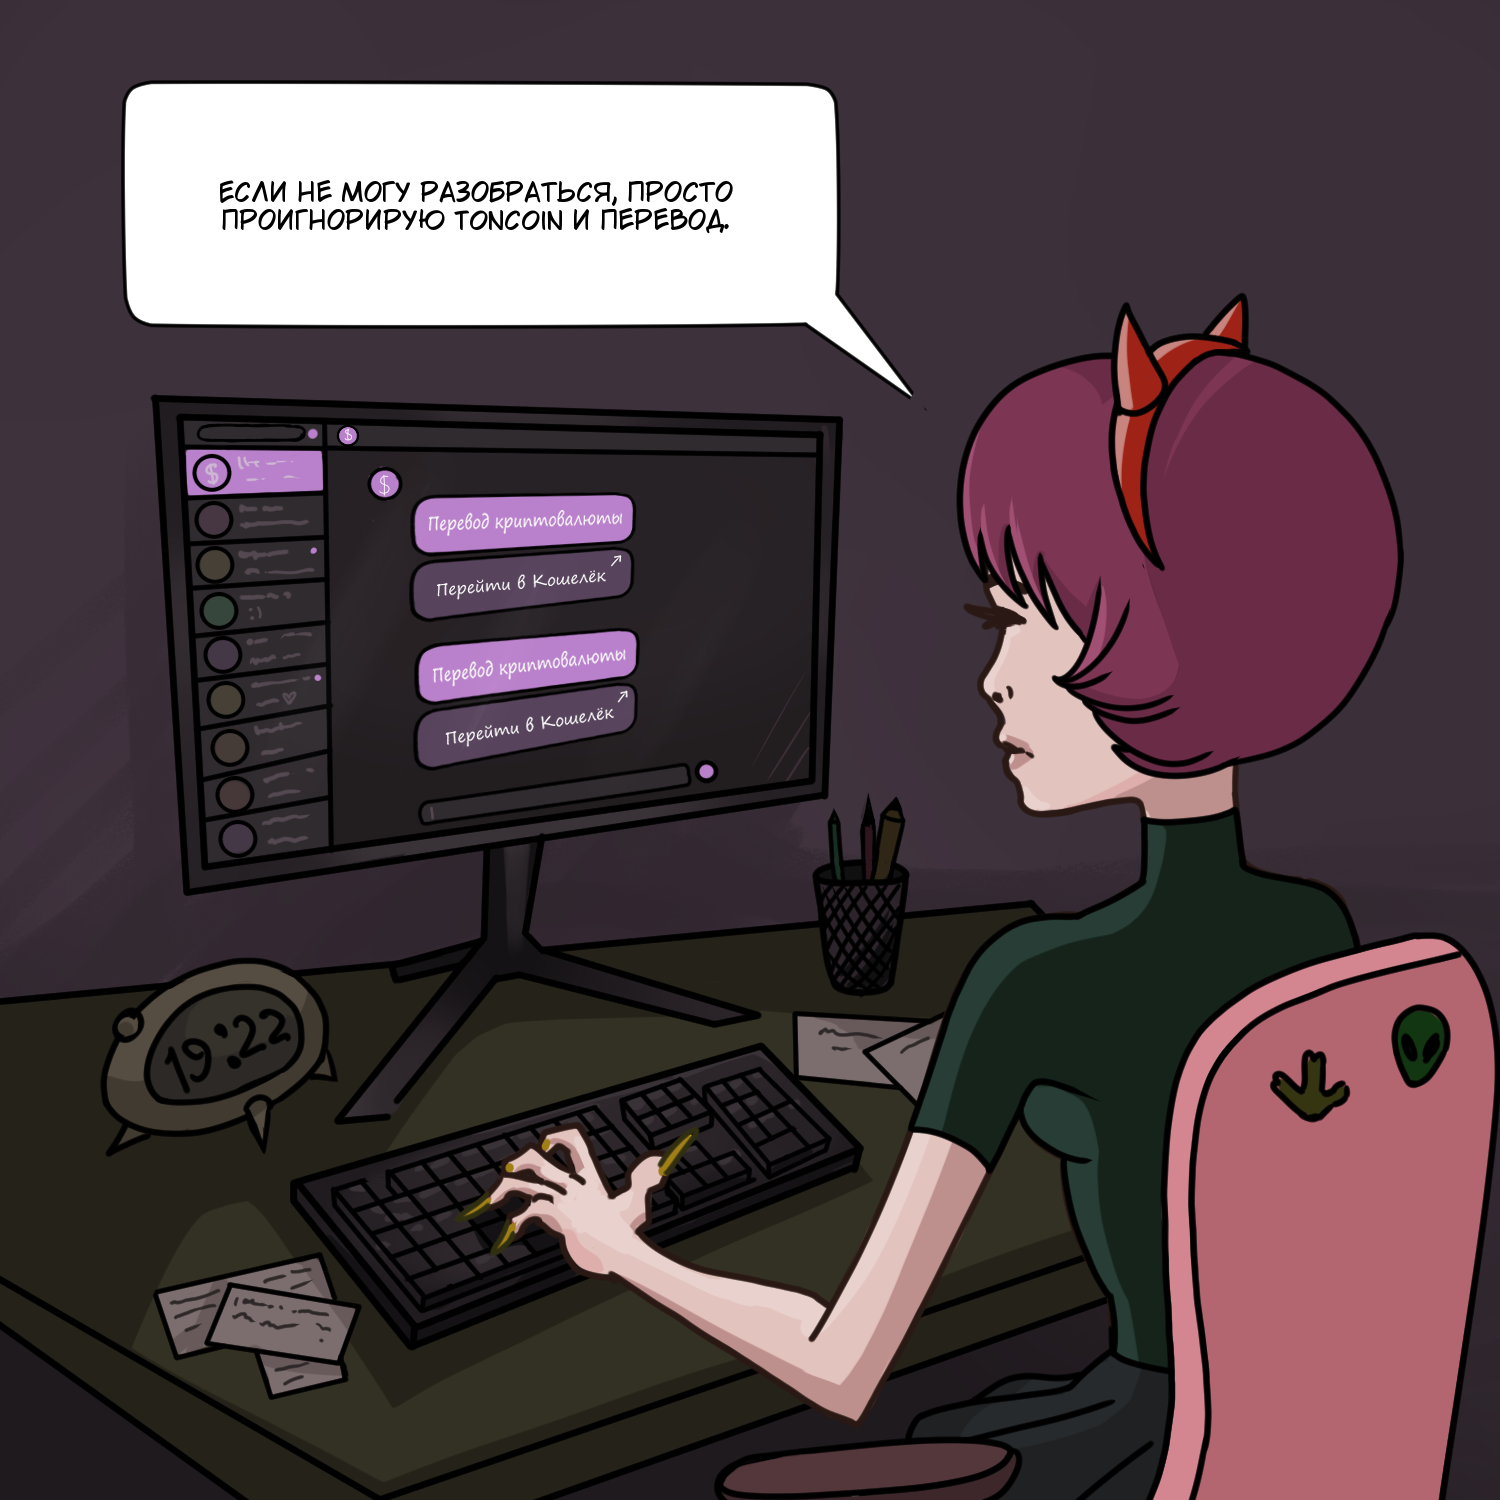 ЕСЛИ НЕ МОГУ РАЗОБРАТЬСЯ, ПРОСТО
ПРОИГНОРИРУЮ TONCOIN И ПЕРЕВОД.
$
$
$
Перевод криптовалюты
Перейти в Кошелёк
:)
Перевод криптовалюты
Перейти в Кошелёк
19:22